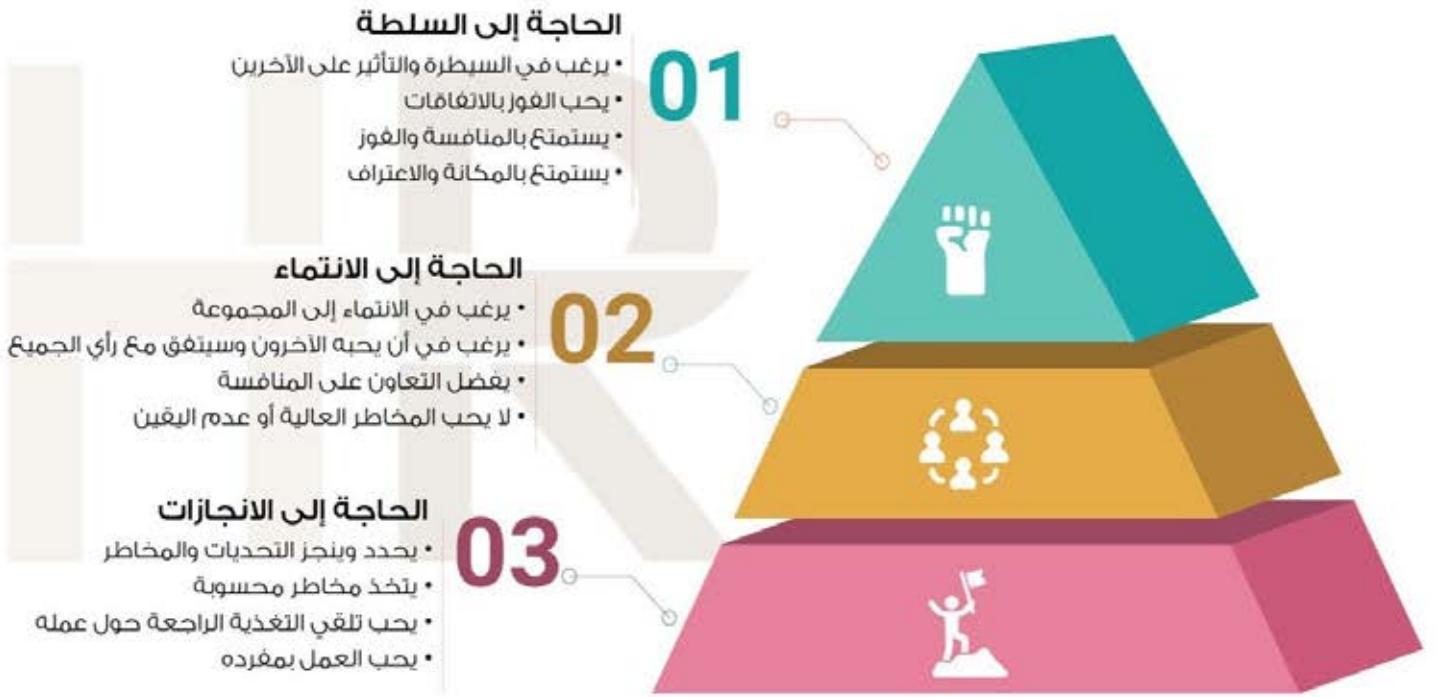 الحاجة إلى السلطة
01
• يرغب في السيطرة والتأثير على الآخرين
• يحب الفوز بالاتفاقات
• يستمتع بالمنافسة والفوز
• يستمتع بالمكانة والاعتراف
الحاجة إلى الانتماء
02
• يرغب في الانتماء إلى المجموعة
• يرغب في أن يحبه الآخرون وسيتفق مع رأي الجميع
• يفضل التعاون على المنافسة
• لا يحب المخاطر العالية أو عدم اليقين
الحاجة إلى الانجازات
03
• يحدد وينجز التحديات والمخاطر
• يتخذ مخاطر محسوبة
• يحب تلقي التغذية الراجعة حول عمله
• يحب العمل بمفرده
HR